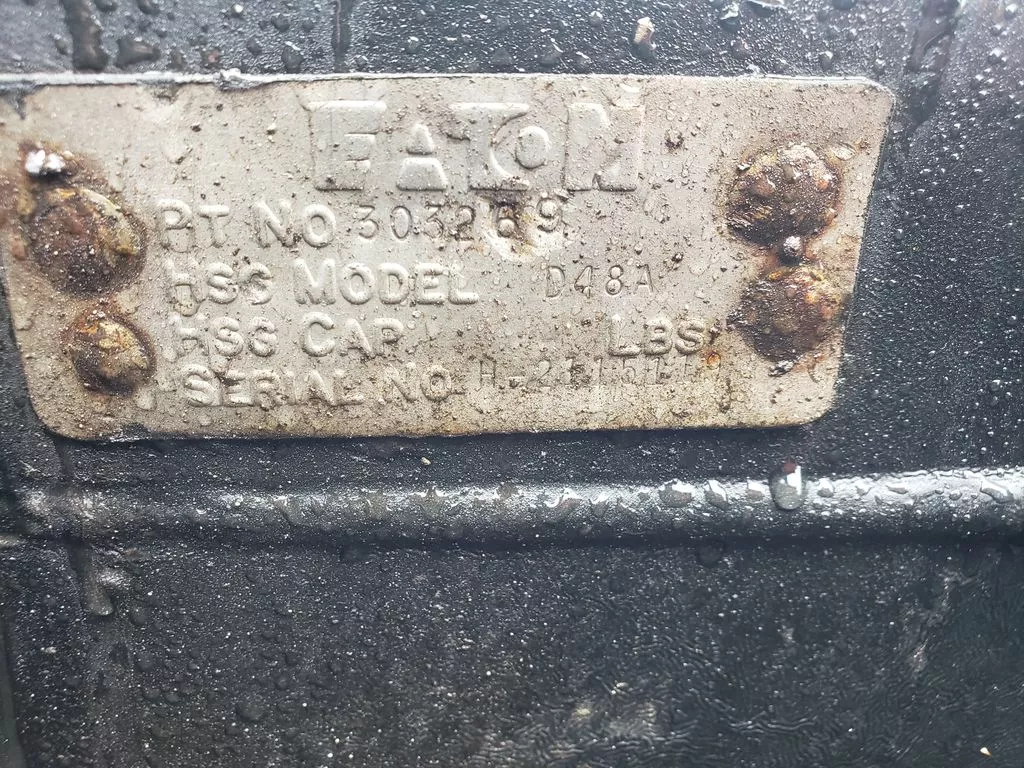 EATON
PT NO 303269
HSG MODEL D48A
HSG CAP. LBS
SERIAL NO.